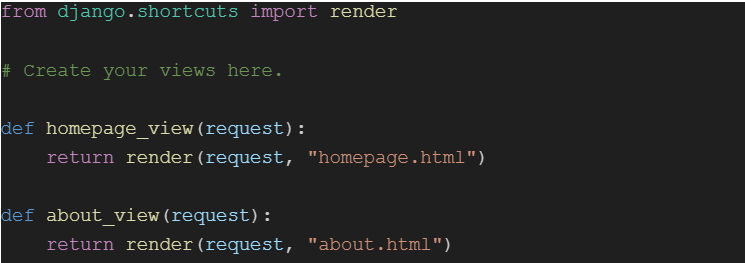 from django.shortcuts import render
# Create your views here.
def homepage_view(request):
    return render(request, "homepage.html")
def about_view(request):
    return render(request, "about.html")